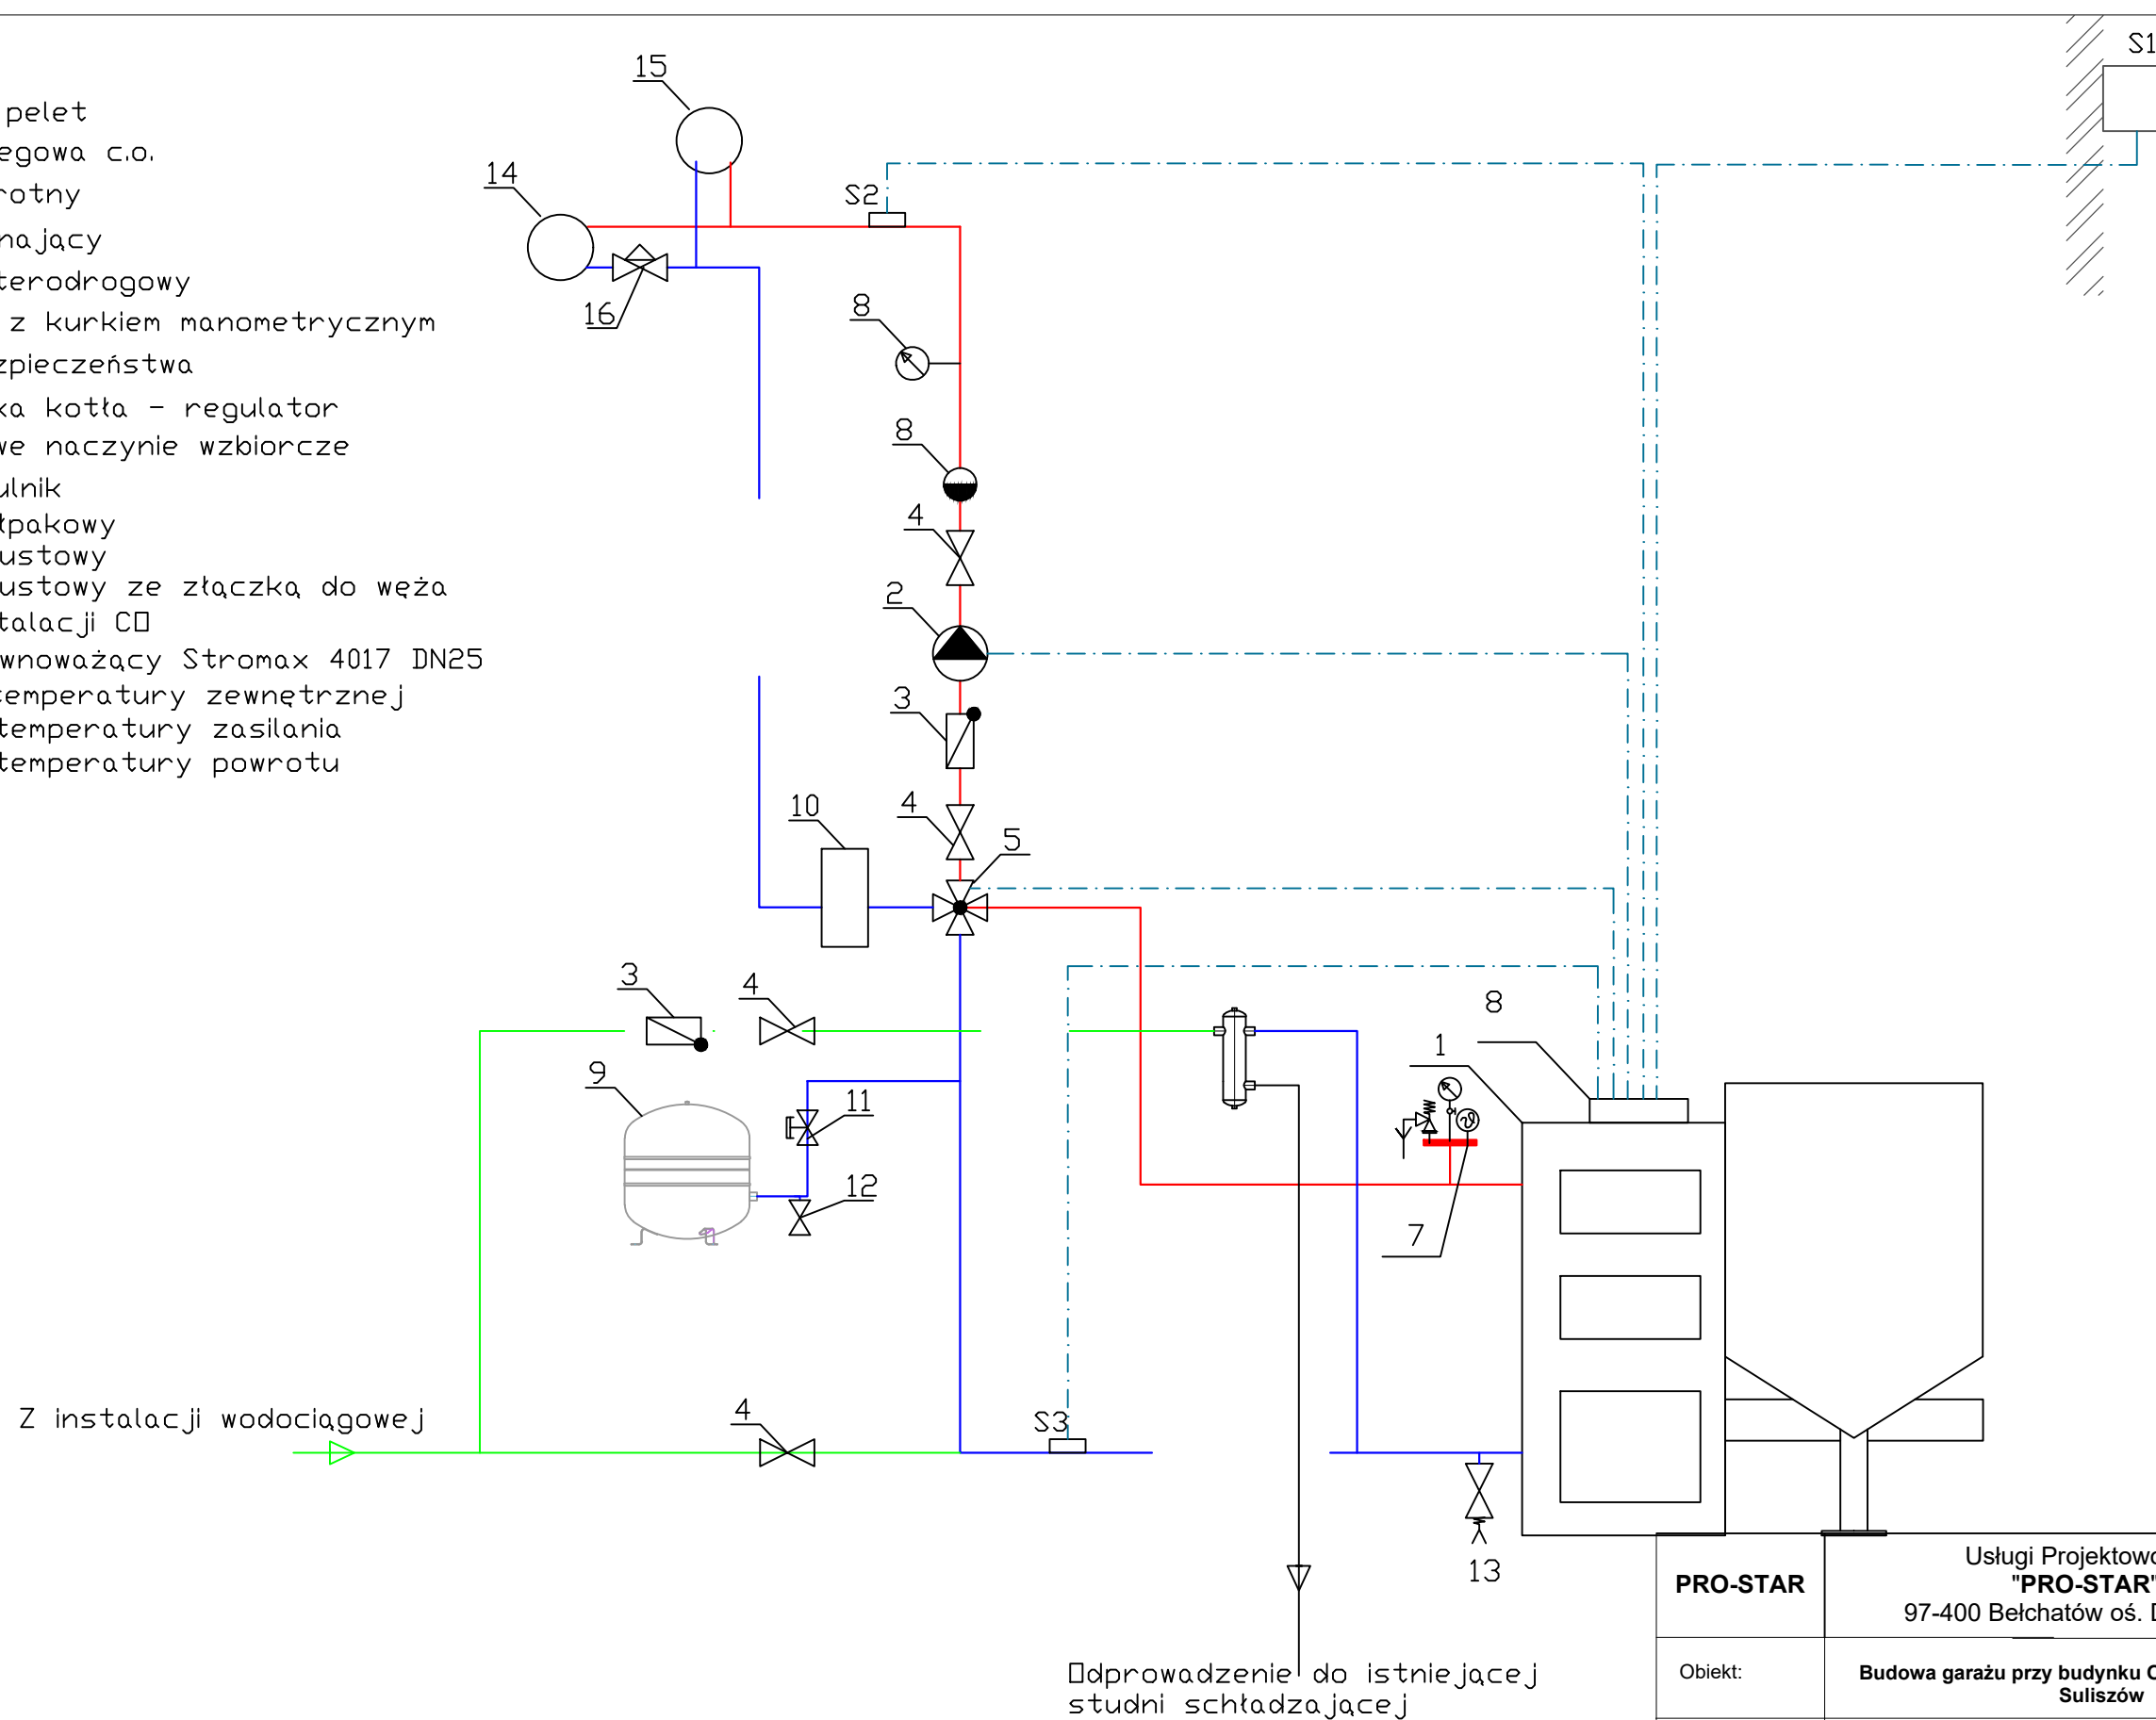 pelet
egowa c.o.
rotny
nający
terodrogowy
z kurkiem manometrycznym
zpieczeństwa
ka kotła - regulator
we naczynie wzbiorcze
ulnik
łpakowy
ustowy
ustowy ze złączką do węża
talacji CO
wnoważący Stromax 4017 DN25
temperatury zewnętrznej
temperatury zasilania
temperatury powrotu
15
14
S2
S1
16
8
8
4
2
3
4
10
5
3
4
8
1
9
11
12
7
4
S3
Z instalacji wodociągowej
13
Odprowadzenie do istniejącej
studni schładzającej
PRO-STAR
Usługi Projektowo
"PRO-STAR"
97-400 Bełchatów oś.
Obiekt:
Budowa garażu przy budynku
Suliszów